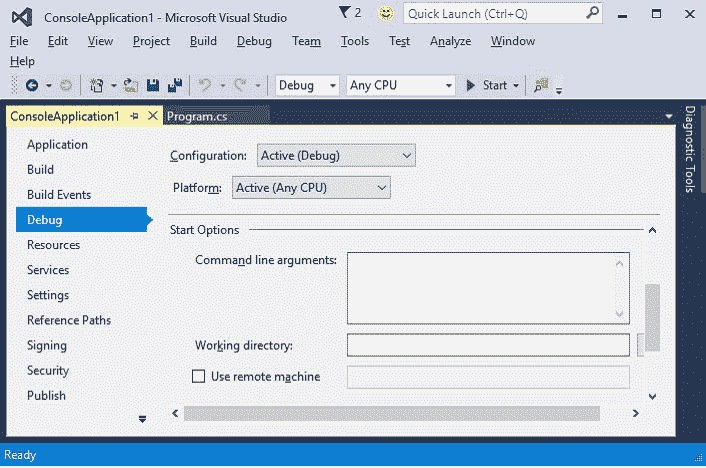 ConsoleApplication1 - Microsoft Visual Studio 2 Quick Launch (Ctrl+Q)
File Edit View Project Build Debug Team Tools Test Analyze Window
Help
Debug Any CPU Start
ConsoleApplication1 Program.cs
Diagnostic Tools
Application
Build
Build Events
Debug
Resources
Services
Settings
Reference Paths
Signing
Security
Publish
Configuration: Active (Debug)
Platform: Active (Any CPU)
Start Options
Command line arguments:
Working directory:
Use remote machine
Ready